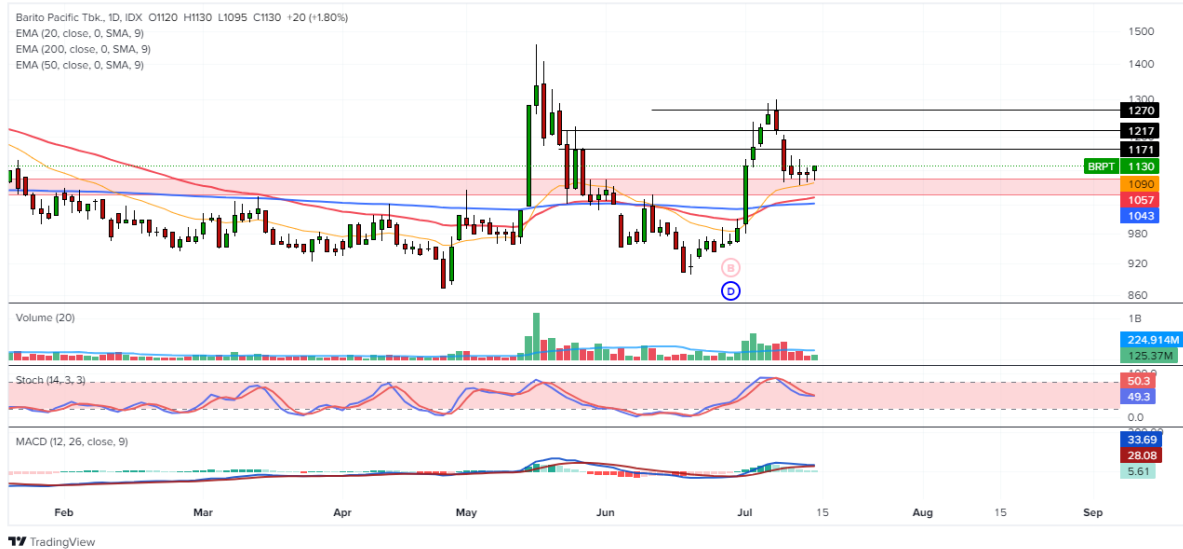 Barito Pacific Tbk., 1D, IDX O1120 H1130 L1095 C1130 +20 (+1.80%)
EMA (20, close, 0, SMA, 9)
EMA (200, close, 0, SMA, 9)
EMA (50, close, 0, SMA, 9)
1500
1400
1300
1270
1217
1171
BRPT 1130
1090
1057
1043
980
920
860
B
D
Volume (20)
1B
224.914M
125.37M
Stoch (14, 3, 3)
50.3
49.3
0.0
MACD (12, 26, close, 9)
33.69
28.08
5.61
Feb Mar Apr May Jun Jul 15 Aug 15 Sep
TradingView